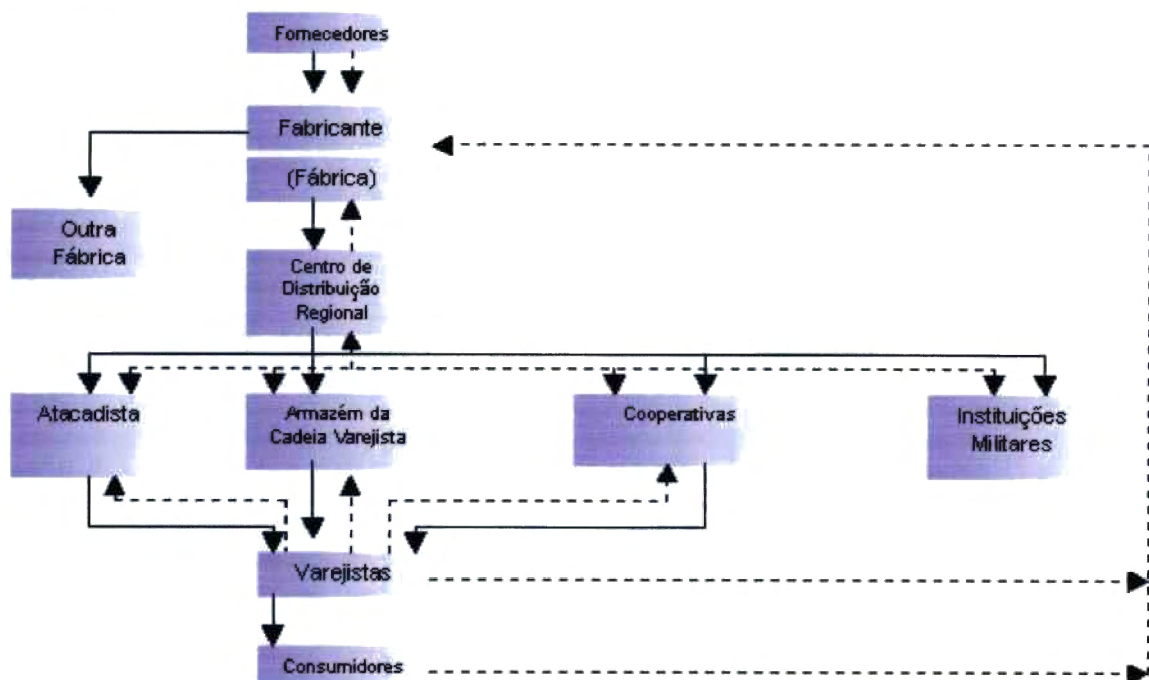 Fornecedores
Fabricante
(Fábrica)
Outra
Fábrica
Centro de
Distribuição
Regional
Atacadista
Armazém da
Cadeia Varejista
Cooperativas
Instituições
Militares
Varejistas
Consumidores